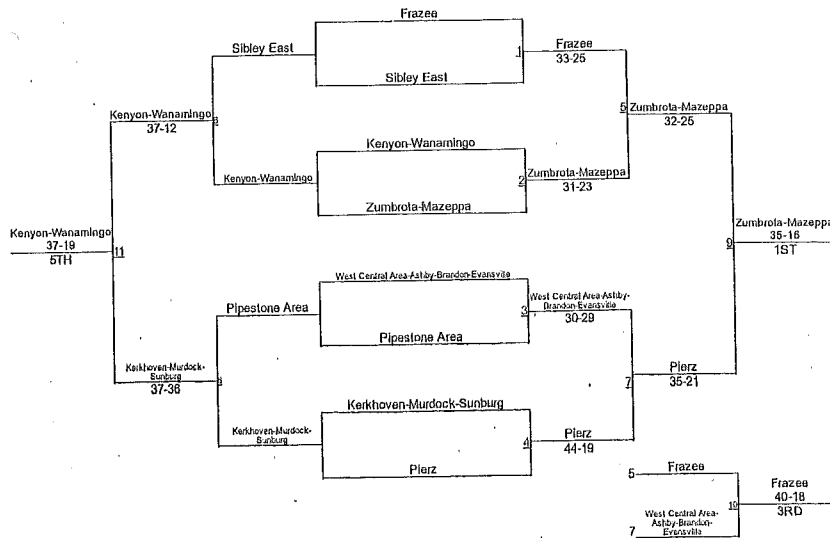 Frazee
Sibley East
1
Frazee
33-25
Sibley East
Kenyon-Wanamingo
37-12
5
Zumbrota-Mazeppa
32-25
Kenyon-Wanamingo
Kenyon-Wanamingo
2
Zumbrota-Mazeppa
31-23
Zumbrota-Mazeppa
Kenyon-Wanamingo
37-19
5TH
11
9
Zumbrota-Mazeppa
35-16
1ST
West Central Area-Ashby-Brandon-Evansville
Pipestone Area
3
West Central Area-Ashby-
Brandon-Evansville
30-29
Pipestone Area
Kerkhoven-Murdock-
Sunburg
37-36
7
Pierz
35-21
Kerkhoven-Murdock-Sunburg
Kerkhoven-Murdock-
Sunburg
4
Pierz
44-19
Pierz
5
Frazee
10
Frazee
40-18
3RD
7
West Central Area-
Ashby-Brandon-
Evansville